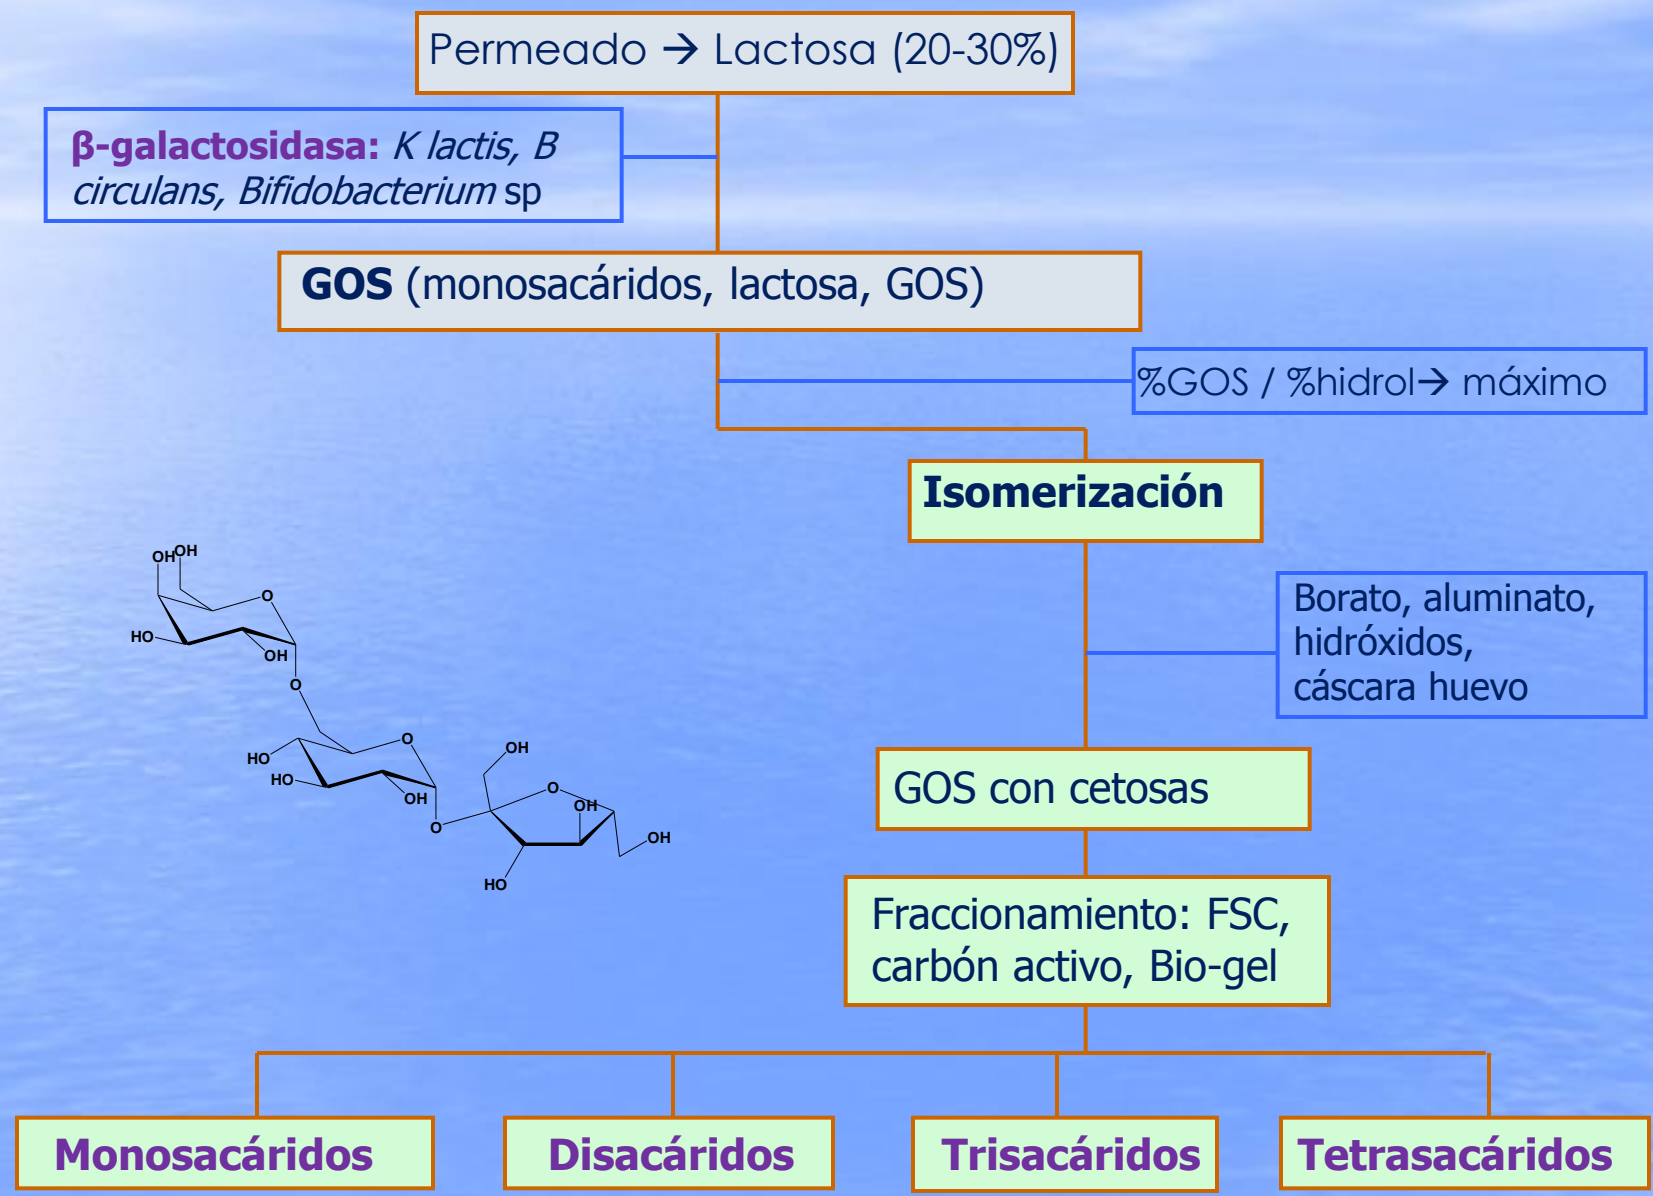 Permeado → Lactosa (20-30%)
β-galactosidasa: K lactis, B
circulans, Bifidobacterium sp
GOS (monosacáridos, lactosa, GOS)
%GOS / %hidrol→ máximo
Isomerización
Borato, aluminato,
hidróxidos,
cáscara huevo
OH OH
O
HO
OH
O
O
HO
HO
OH
O
OH
O
OH
OH
HO
GOS con cetosas
Fraccionamiento: FSC,
carbón activo, Bio-gel
Monosacáridos
Disacáridos
Trisacáridos
Tetrasacáridos